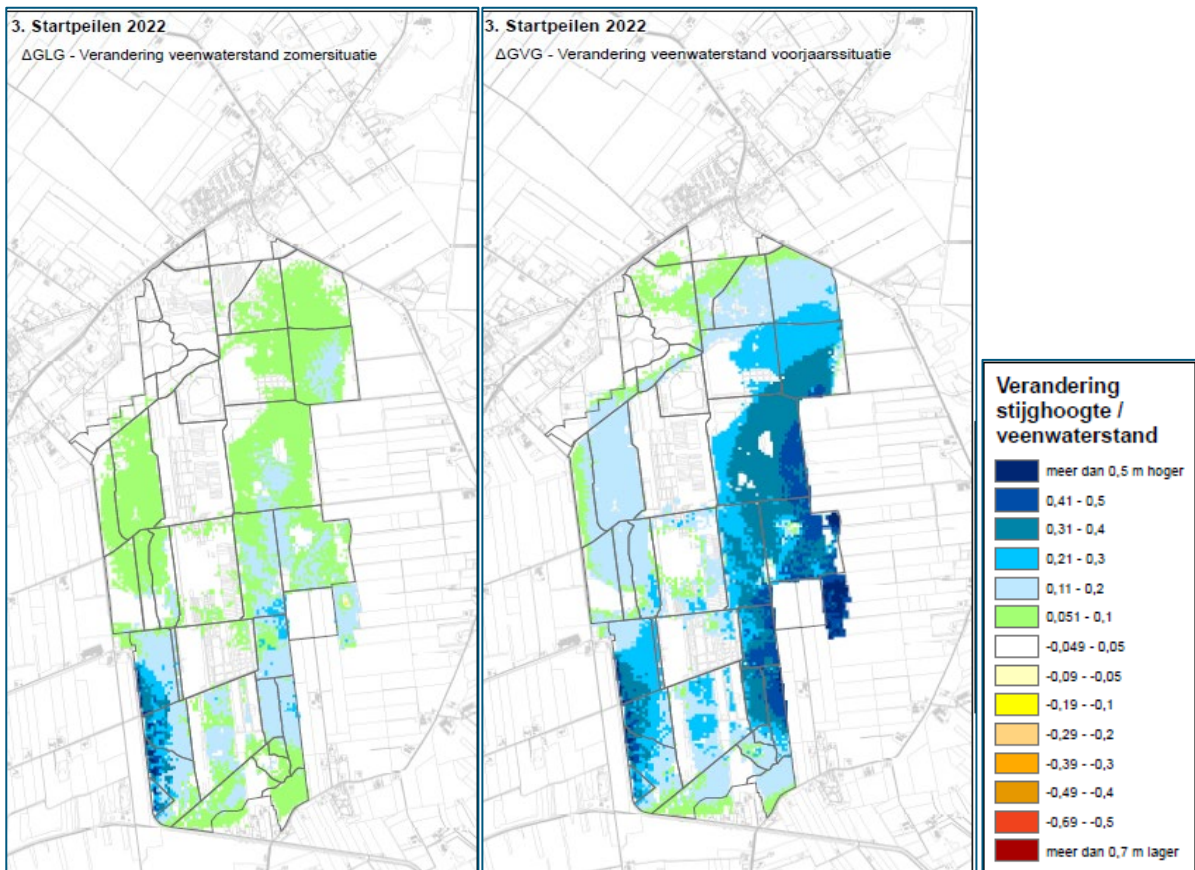 3. Startpeilen 2022
ΔGLG - Verandering veenwaterstand zomersituatie
3. Startpeilen 2022
ΔGVG - Verandering veenwaterstand voorjaarssituatie
Verandering
stijghoogte /
veenwaterstand
meer dan 0,5 m hoger
0,41 - 0,5
0,31 - 0,4
0,21 - 0,3
0,11 - 0,2
0,051 - 0,1
-0,049 - 0,05
-0,09 - -0,05
-0,19 - -0,1
-0,29 - -0,2
-0,39 - -0,3
-0,49 - -0,4
-0,69 - -0,5
meer dan 0,7 m lager